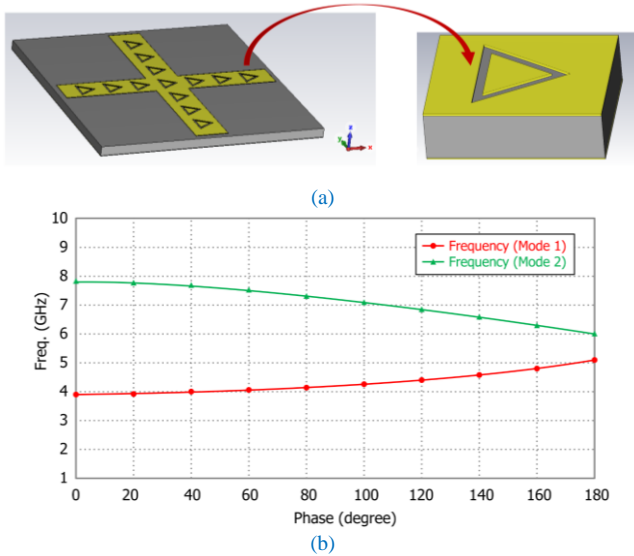 z
y
x
(a)
10
9
8
7
6
5
4
3
2
1
Freq. (GHz)
Frequency (Mode 1)
Frequency (Mode 2)
0 20 40 60 80 100 120 140 160 180
Phase (degree)
(b)